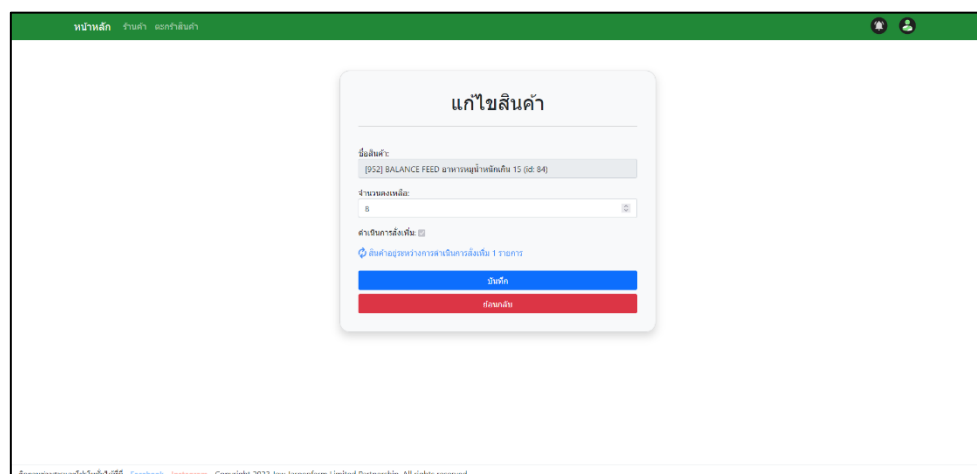 หน้าหลัก ร้านค้า ตะกร้าสินค้า
แก้ไขสินค้า
ชื่อสินค้า:
[952] BALANCE FEED อาหารหมูน้ำหนักเกิน 15 (id: 84)
จำนวนคงเหลือ:
8
ดำเนินการสั่งเพิ่ม:
สินค้าอยู่ระหว่างการดำเนินการสั่งเพิ่ม 1 รายการ
บันทึก
ย้อนกลับ
Facebook Instagram Copyright 2022 Limited Partnership. All rights reserved.